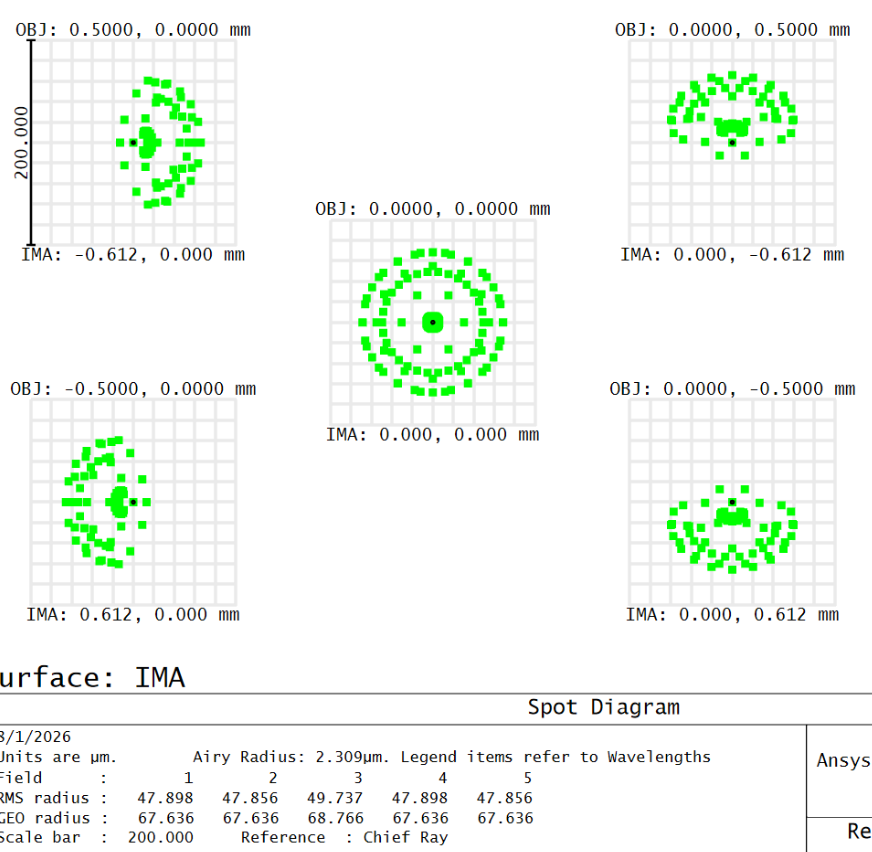 OBJ: 0.5000, 0.0000 mm
OBJ: 0.0000, 0.5000 mm
200.000
IMA: -0.612, 0.000 mm
IMA: 0.000, -0.612 mm
OBJ: 0.0000, 0.0000 mm
IMA: 0.000, 0.000 mm
OBJ: -0.5000, 0.0000 mm
OBJ: 0.0000, -0.5000 mm
IMA: 0.612, 0.000 mm
IMA: 0.000, 0.612 mm
urface: IMA
Spot Diagram
8/1/2026
Units are µm. Airy Radius: 2.309µm. Legend items refer to Wavelengths
Field : 1 2 3 4 5
RMS radius : 47.898 47.856 49.737 47.898 47.856
GEO radius : 67.636 67.636 68.766 67.636 67.636
Scale bar : 200.000 Reference : Chief Ray
Ansys
Re